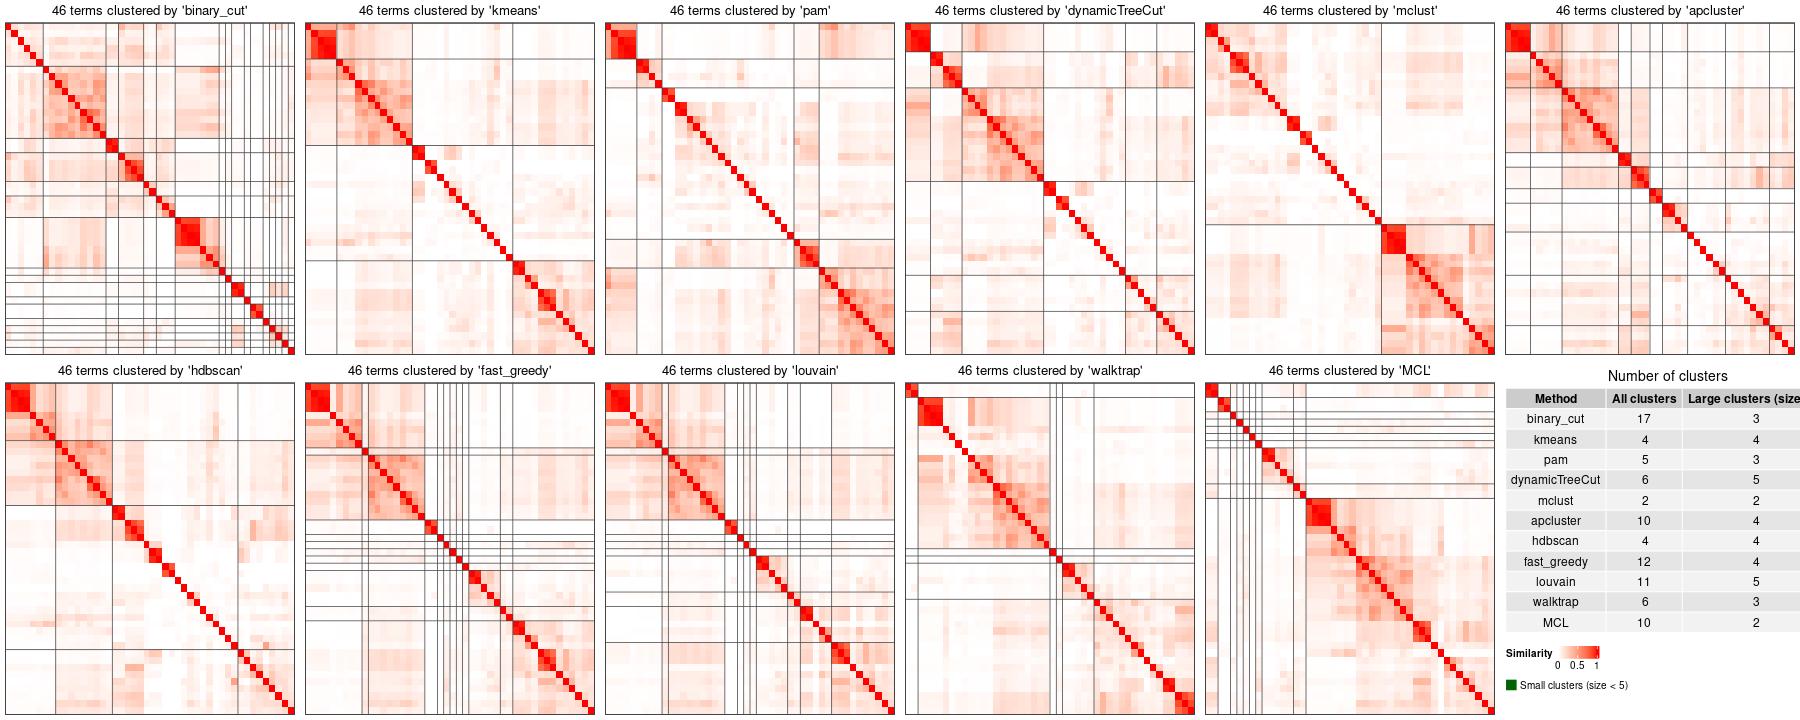 46 terms clustered by 'binary_cut'
46 terms clustered by 'kmeans'
46 terms clustered by 'pam'
46 terms clustered by 'dynamicTreeCut'
46 terms clustered by 'mclust'
46 terms clustered by 'apcluster'
46 terms clustered by 'hdbscan'
46 terms clustered by 'fast_greedy'
46 terms clustered by 'louvain'
46 terms clustered by 'walktrap'
46 terms clustered by 'MCL'
Number of clusters
Method All clusters Large clusters (size
binary_cut 17 3
kmeans 4 4
pam 5 3
dynamicTreeCut 6 5
mclust 2 2
apcluster 10 4
hdbscan 4 4
fast_greedy 12 4
louvain 11 5
walktrap 6 3
MCL 10 2
Similarity
0 0.5 1
Small clusters (size < 5)